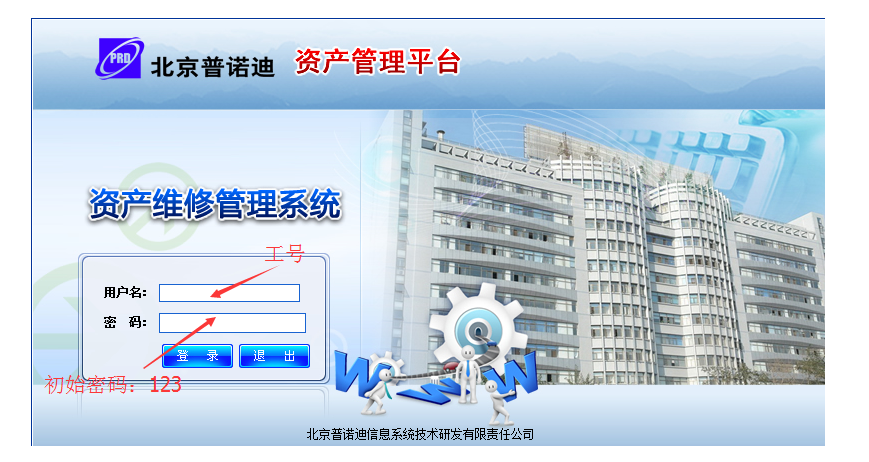 PRD 北京普诺迪 资产管理平台
资产维修管理系统
工号
用户名:
密 码:
登 录 退 出
初始密码：123
WWW
北京普诺迪信息系统技术研发有限责任公司